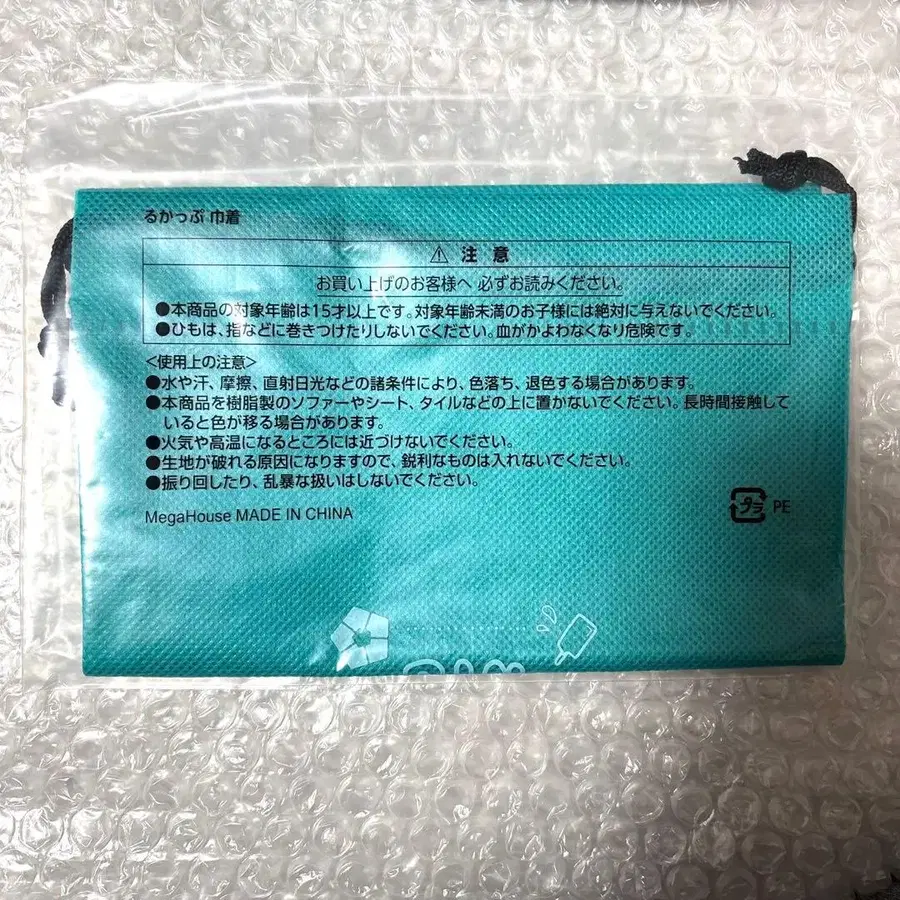 るかっぷ 巾着
⚠ 注 意
お買い上げのお客様へ 必ずお読みください。
●本商品の対象年齢は15才以上です。対象年齢未満のお子様には絶対に与えないでください。
●ひもは、指などに巻きつけたりしないでください。血がかよわなくなり危険です。
<使用上の注意>
●水や汗、摩擦、直射日光などの諸条件により、色落ち、退色する場合があります。
●本商品を樹脂製のソファーやシート、タイルなどの上に置かないでください。長時間接触して
いると色が移る場合があります。
●火気や高温になるところには近づけないでください。
●生地が破れる原因になりますので、鋭利なものは入れないでください。
●振り回したり、乱暴な扱いはしないでください。
プラ PE
MegaHouse MADE IN CHINA